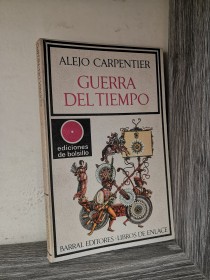 ALEJO CARPENTIER
GUERRA
DEL TIEMPO
ediciones
de bolsillo
BARRAL EDITORES - LIBROS DE ENLACE